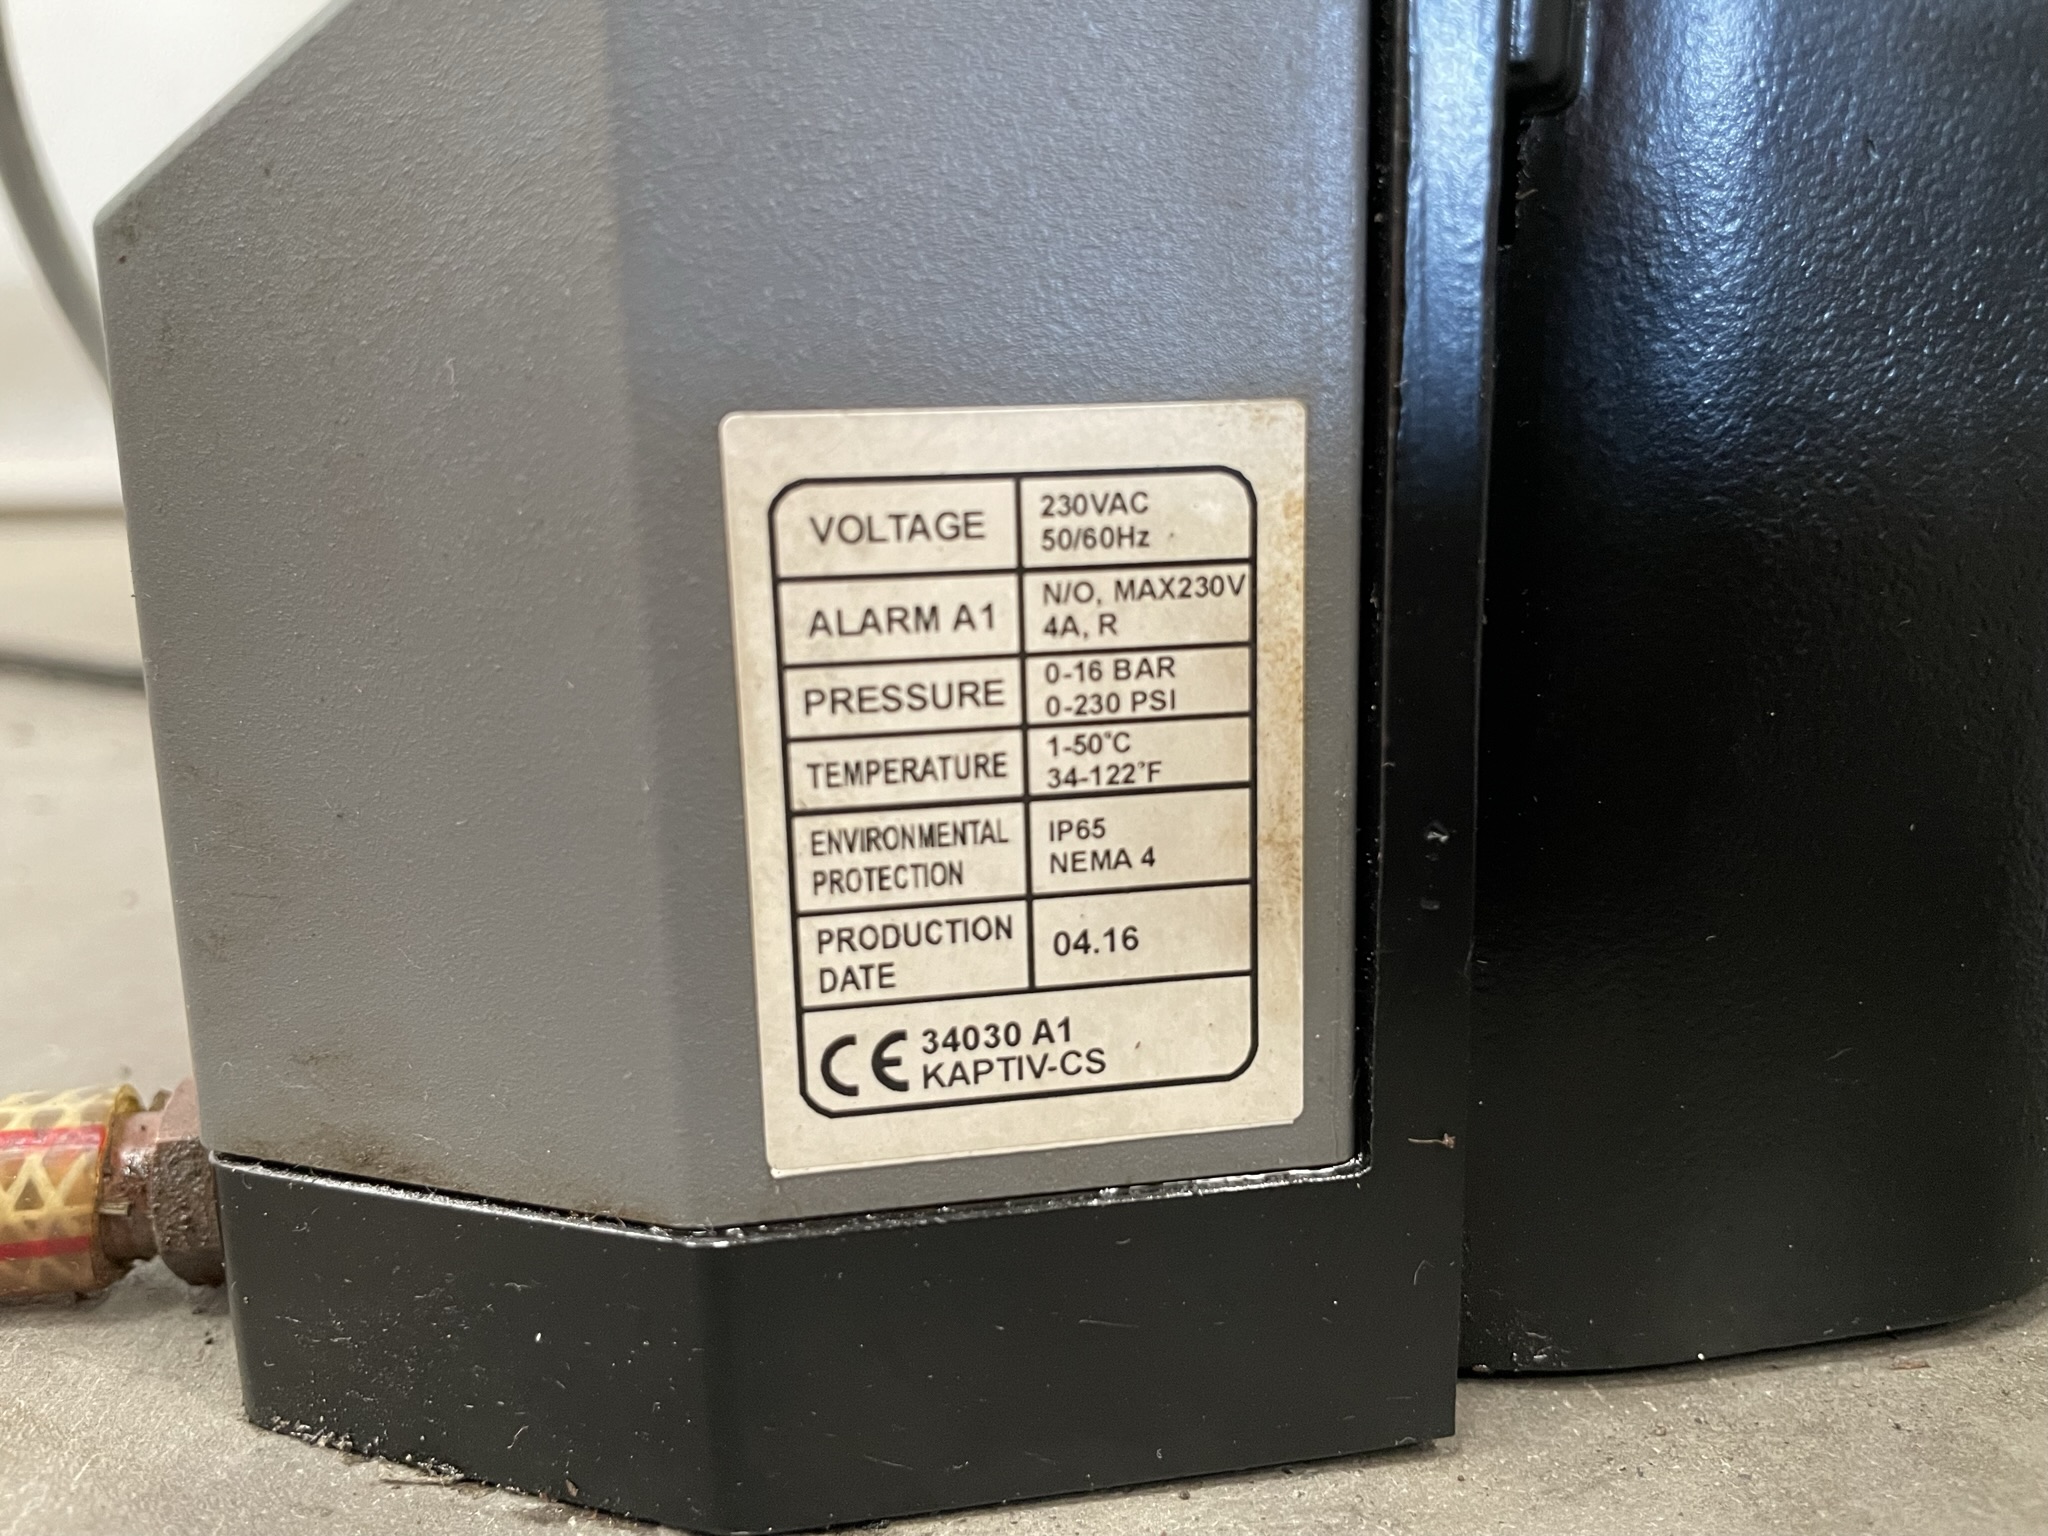 VOLTAGE
230VAC
50/60Hz
ALARM A1
N/O, MAX230V
4A, R
PRESSURE
0-16 BAR
0-230 PSI
TEMPERATURE
1-50°C
34-122°F
ENVIRONMENTAL
PROTECTION
IP65
NEMA 4
PRODUCTION
DATE
04.16
CE 34030 A1
KAPTIV-CS